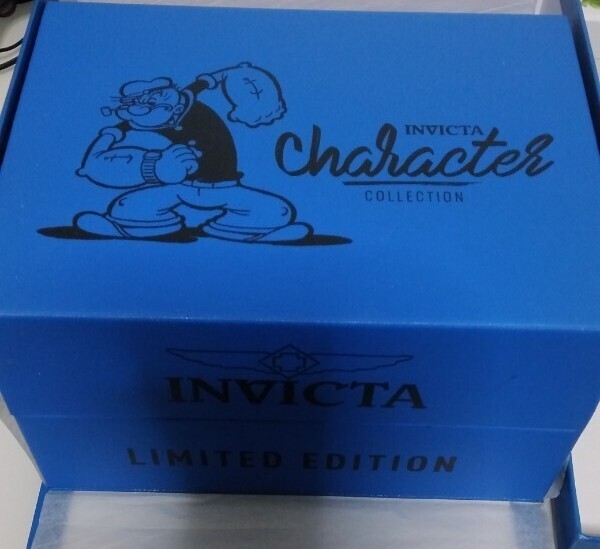 INVICTA
Character
COLLECTION
INVICTA
LIMITED EDITION